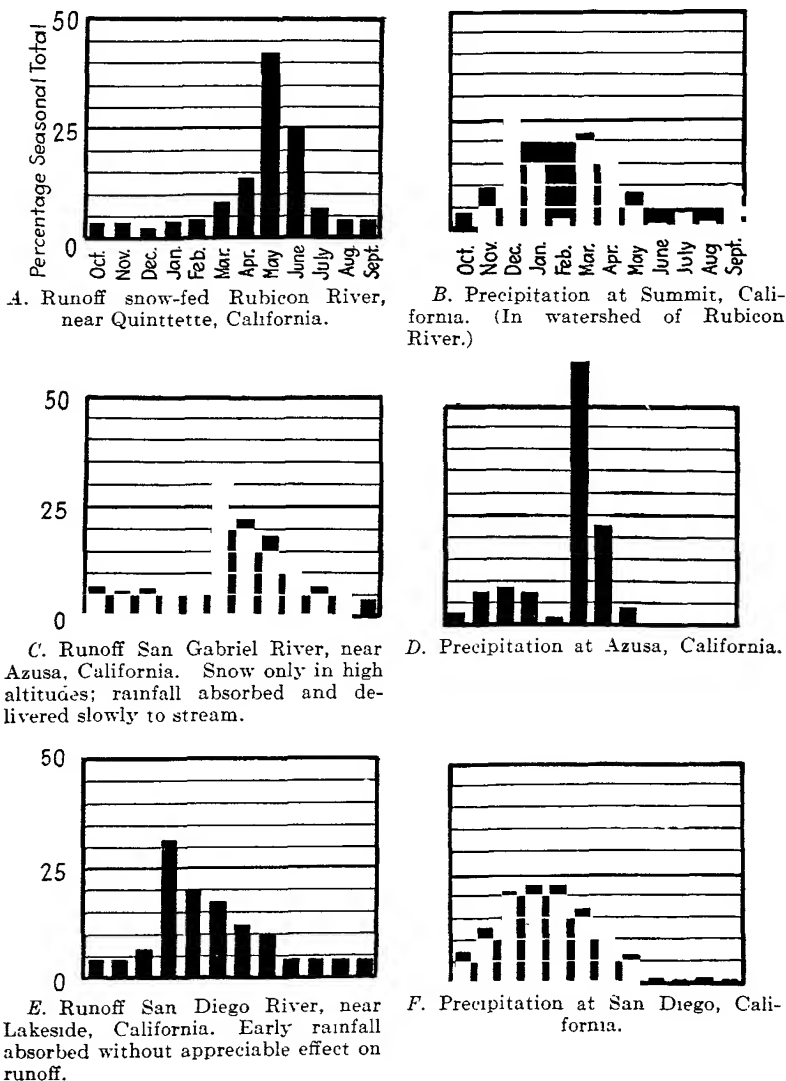 50
25
0
Percentage Seasonal Total
Oct.
Nov.
Dec.
Jan.
Feb.
Mar.
Apr.
May
June
July
Aug.
Sept.
A. Runoff snow-fed Rubicon River,
near Quinttette, California.
Oct.
Nov.
Dec.
Jan.
Feb.
Mar.
Apr.
May
June
July
Aug
Sept.
B. Precipitation at Summit, Cali-
fornia. (In watershed of Rubicon
River.)
50
25
0
C. Runoff San Gabriel River, near
Azusa, California. Snow only in high
altitudes; rainfall absorbed and de-
livered slowly to stream.
D. Precipitation at Azusa, California.
50
25
0
E. Runoff San Diego River, near
Lakeside, California. Early rainfall
absorbed without appreciable effect on
runoff.
F. Precipitation at San Diego, Cali-
fornia.